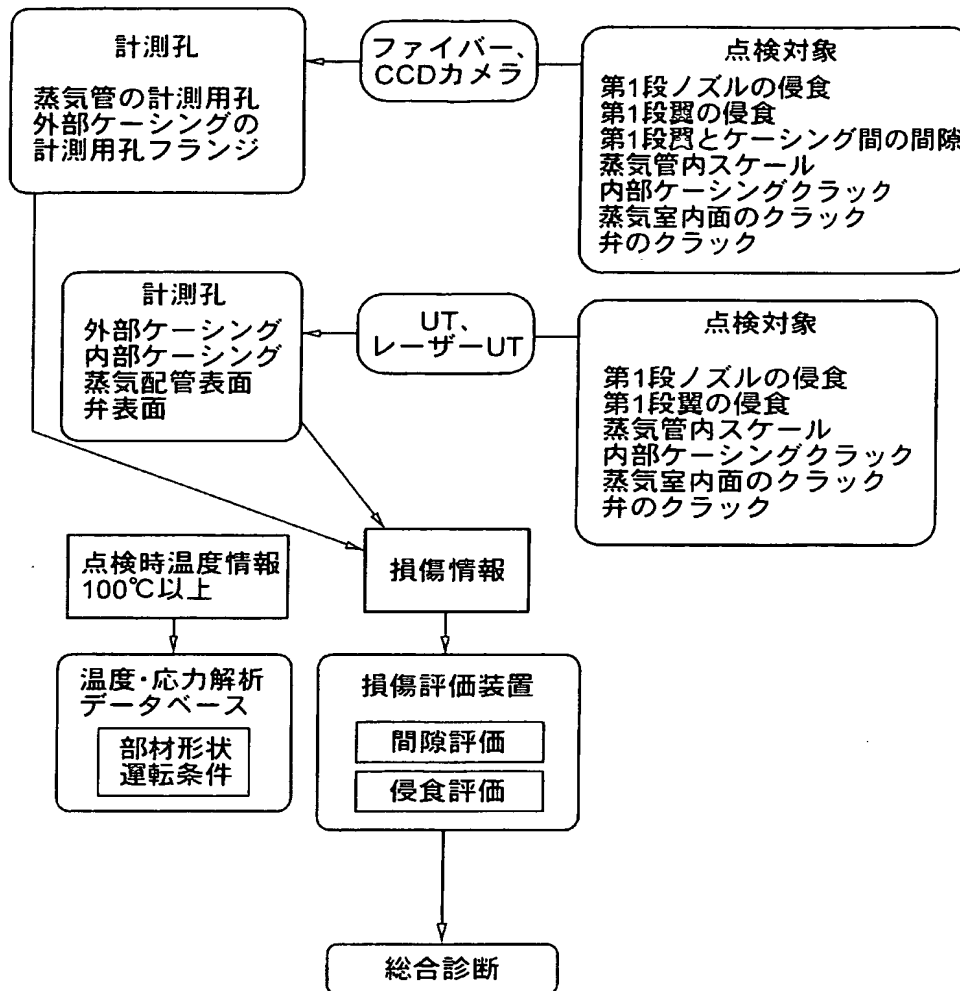 計測孔
蒸気管の計測用孔
外部ケーシングの
計測用孔フランジ
ファイバー、
CCDカメラ
点検対象
第1段ノズルの侵食
第1段翼の侵食
第1段翼とケーシング間の間隙
蒸気管内スケール
内部ケーシングクラック
蒸気室内面のクラック
弁のクラック
計測孔
外部ケーシング
内部ケーシング
蒸気配管表面
弁表面
UT、
レーザーUT
点検対象
第1段ノズルの侵食
第1段翼の侵食
蒸気管内スケール
内部ケーシングクラック
蒸気室内面のクラック
弁のクラック
点検時温度情報
100℃以上
損傷情報
温度・応力解析
データベース
部材形状
運転条件
損傷評価装置
間隙評価
侵食評価
総合診断